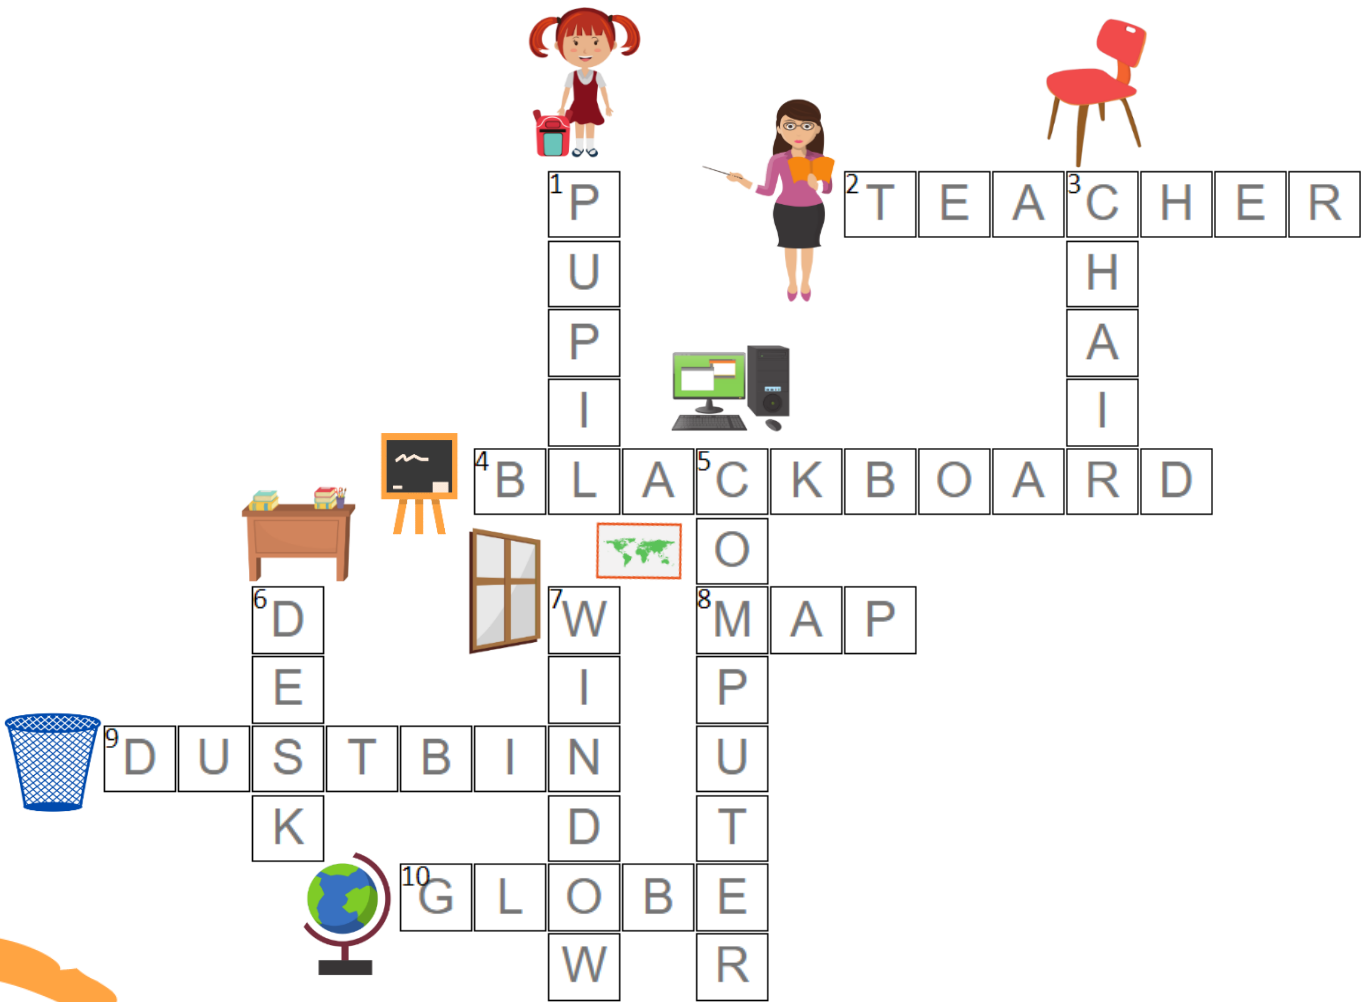 1 P 2 T E A 3 C H E R
U H
P A
I I
4 B L A 5 C K B O A R D
O
6 D 7 W 8 M A P
E I P
9 D U S T B I N U
K D T
10 G L O B E
W R